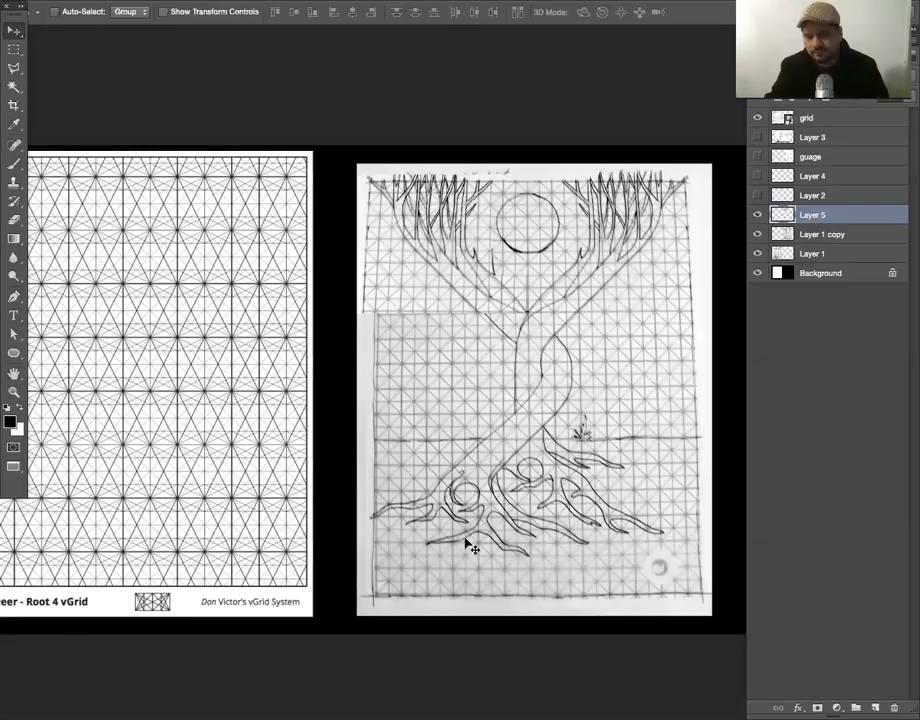 Auto-Select: Group Show Transform Controls 3D Mode:
grid
Layer 3
guage
Layer 4
Layer 2
Layer 5
Layer 1 copy
Layer 1
Background
eer - Root 4 vGrid Don Victor's vGrid System